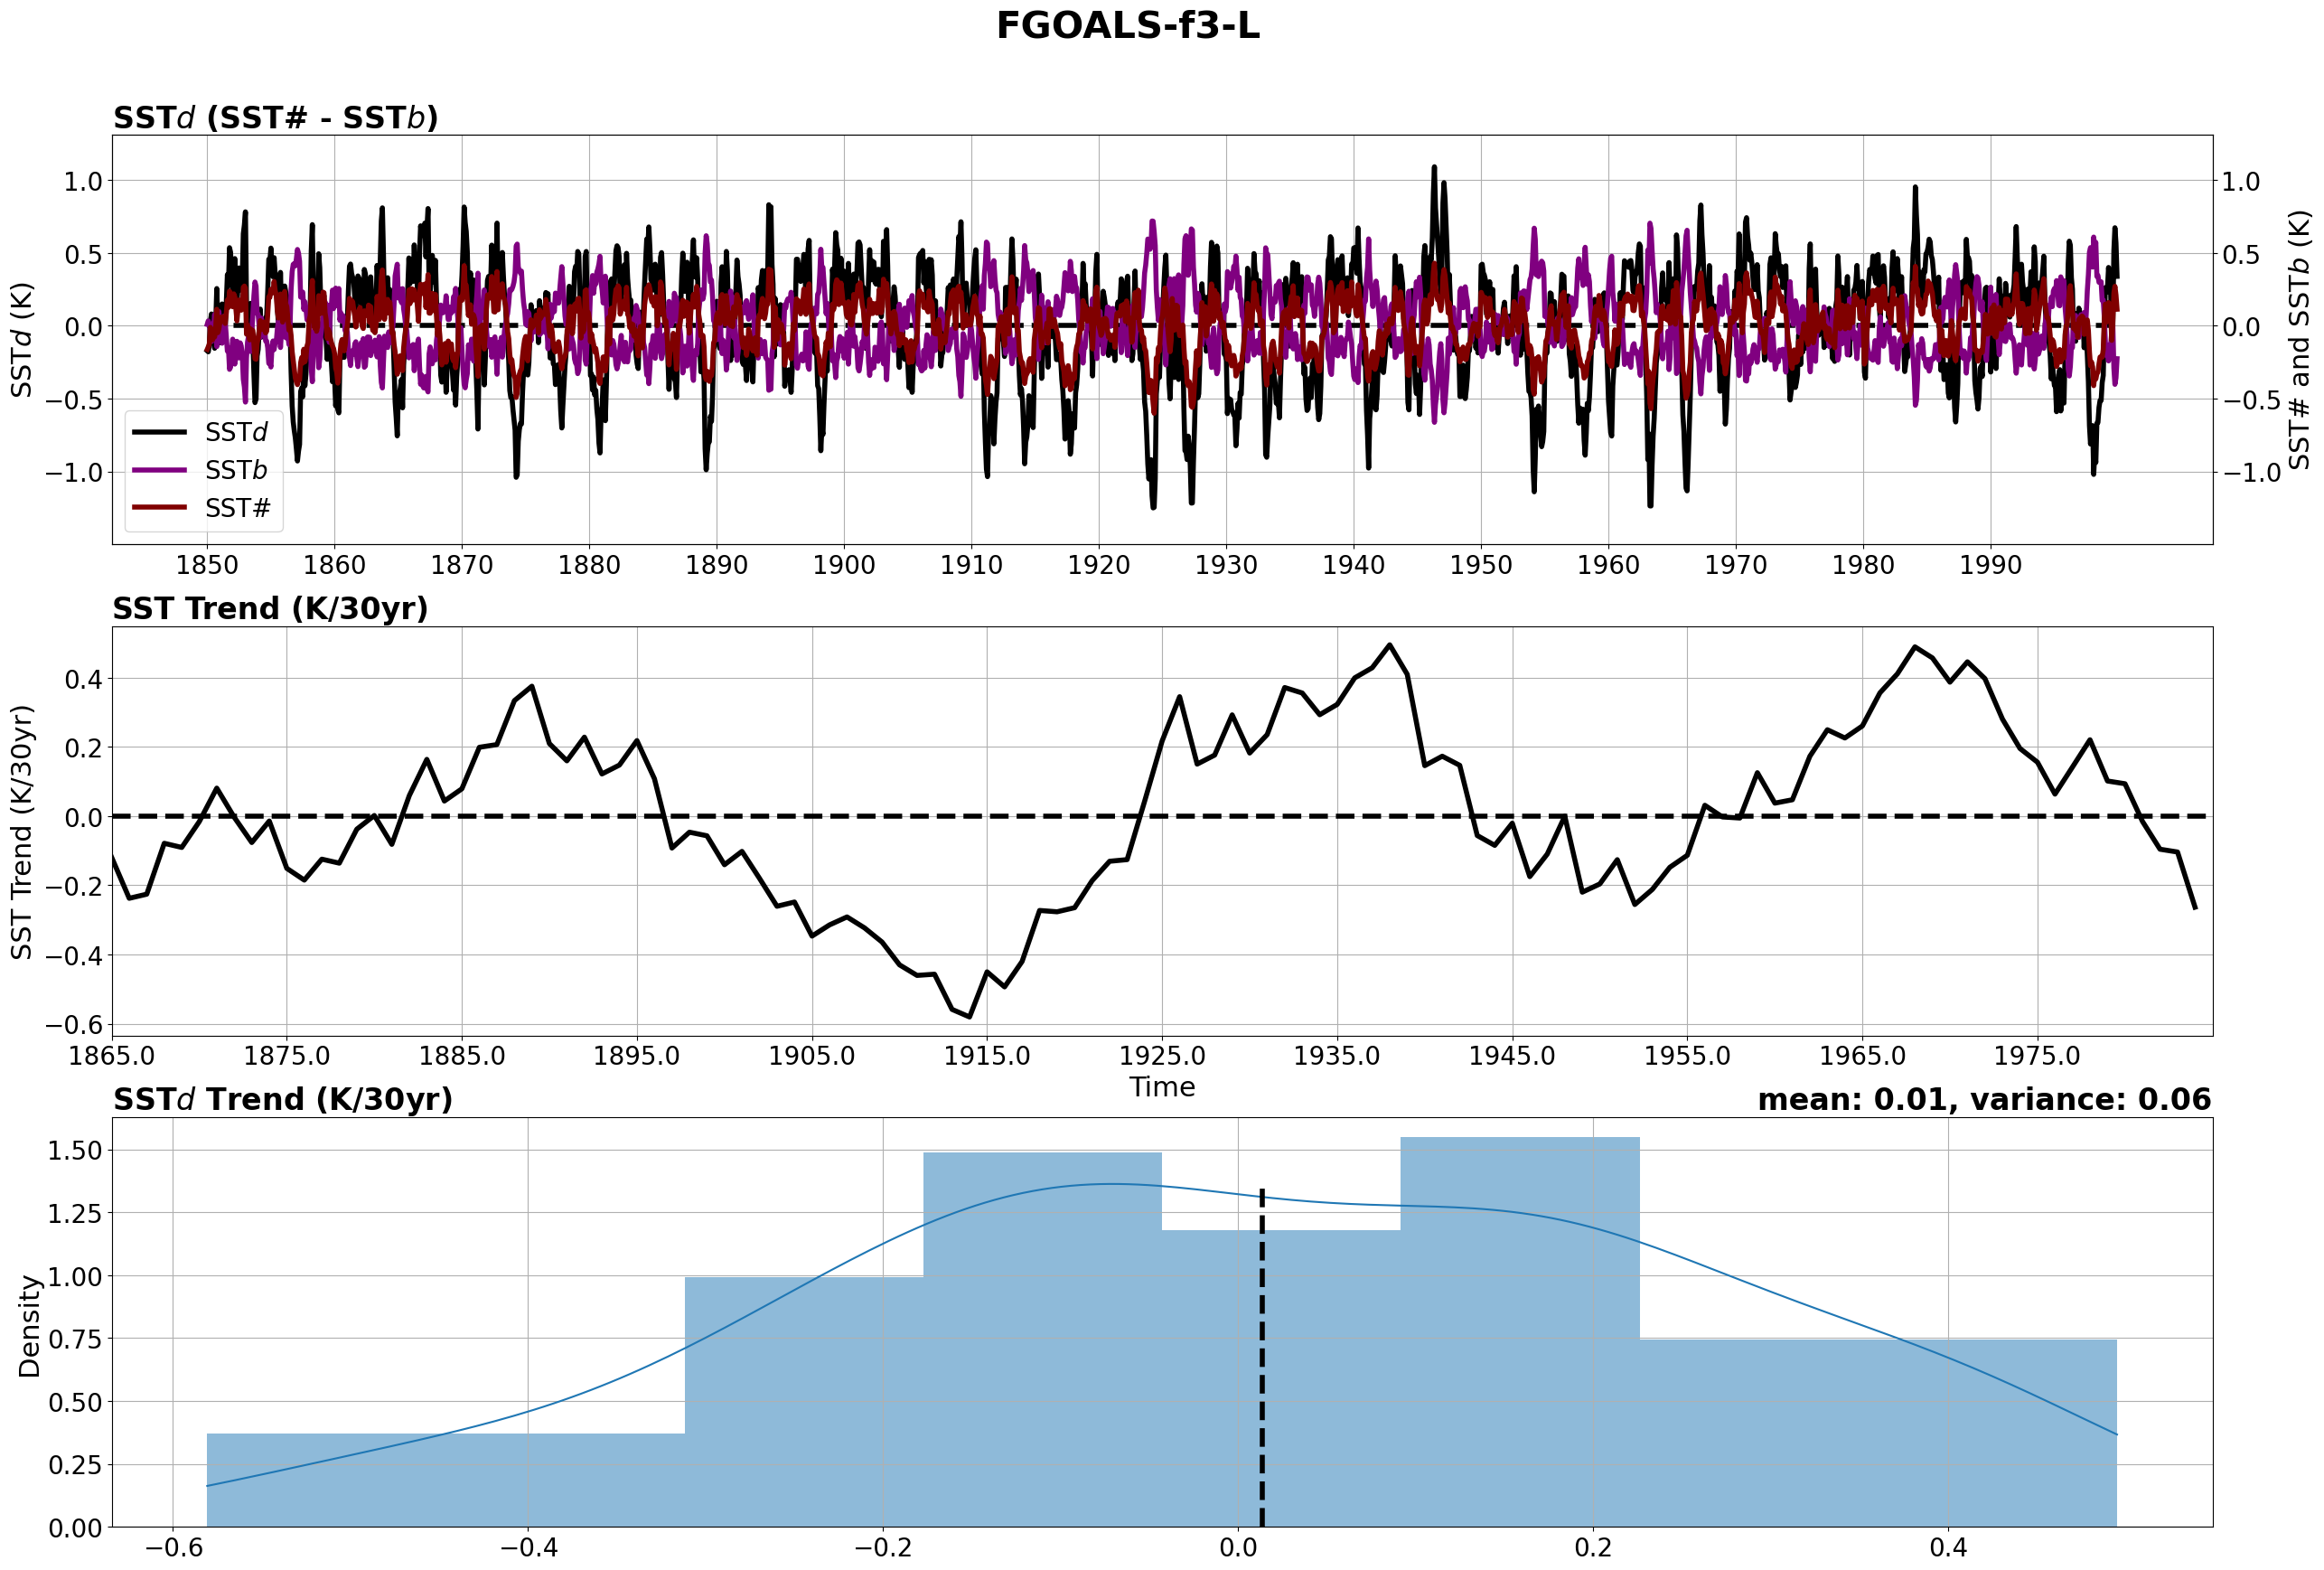 FGOALS-f3-L
SSTd (SST# - SSTb)
1.0
0.5
0.0
−0.5
−1.0
SSTd (K)
1.0
0.5
0.0
−0.5
−1.0
SST# and SSTb (K)
SSTd
SSTb
SST#
1850 1860 1870 1880 1890 1900 1910 1920 1930 1940 1950 1960 1970 1980 1990
SST Trend (K/30yr)
0.4
0.2
0.0
−0.2
−0.4
−0.6
SST Trend (K/30yr)
1865.0 1875.0 1885.0 1895.0 1905.0 1915.0 1925.0 1935.0 1945.0 1955.0 1965.0 1975.0
Time
SSTd Trend (K/30yr) mean: 0.01, variance: 0.06
1.50
1.25
1.00
0.75
0.50
0.25
0.00
Density
−0.6 −0.4 −0.2 0.0 0.2 0.4